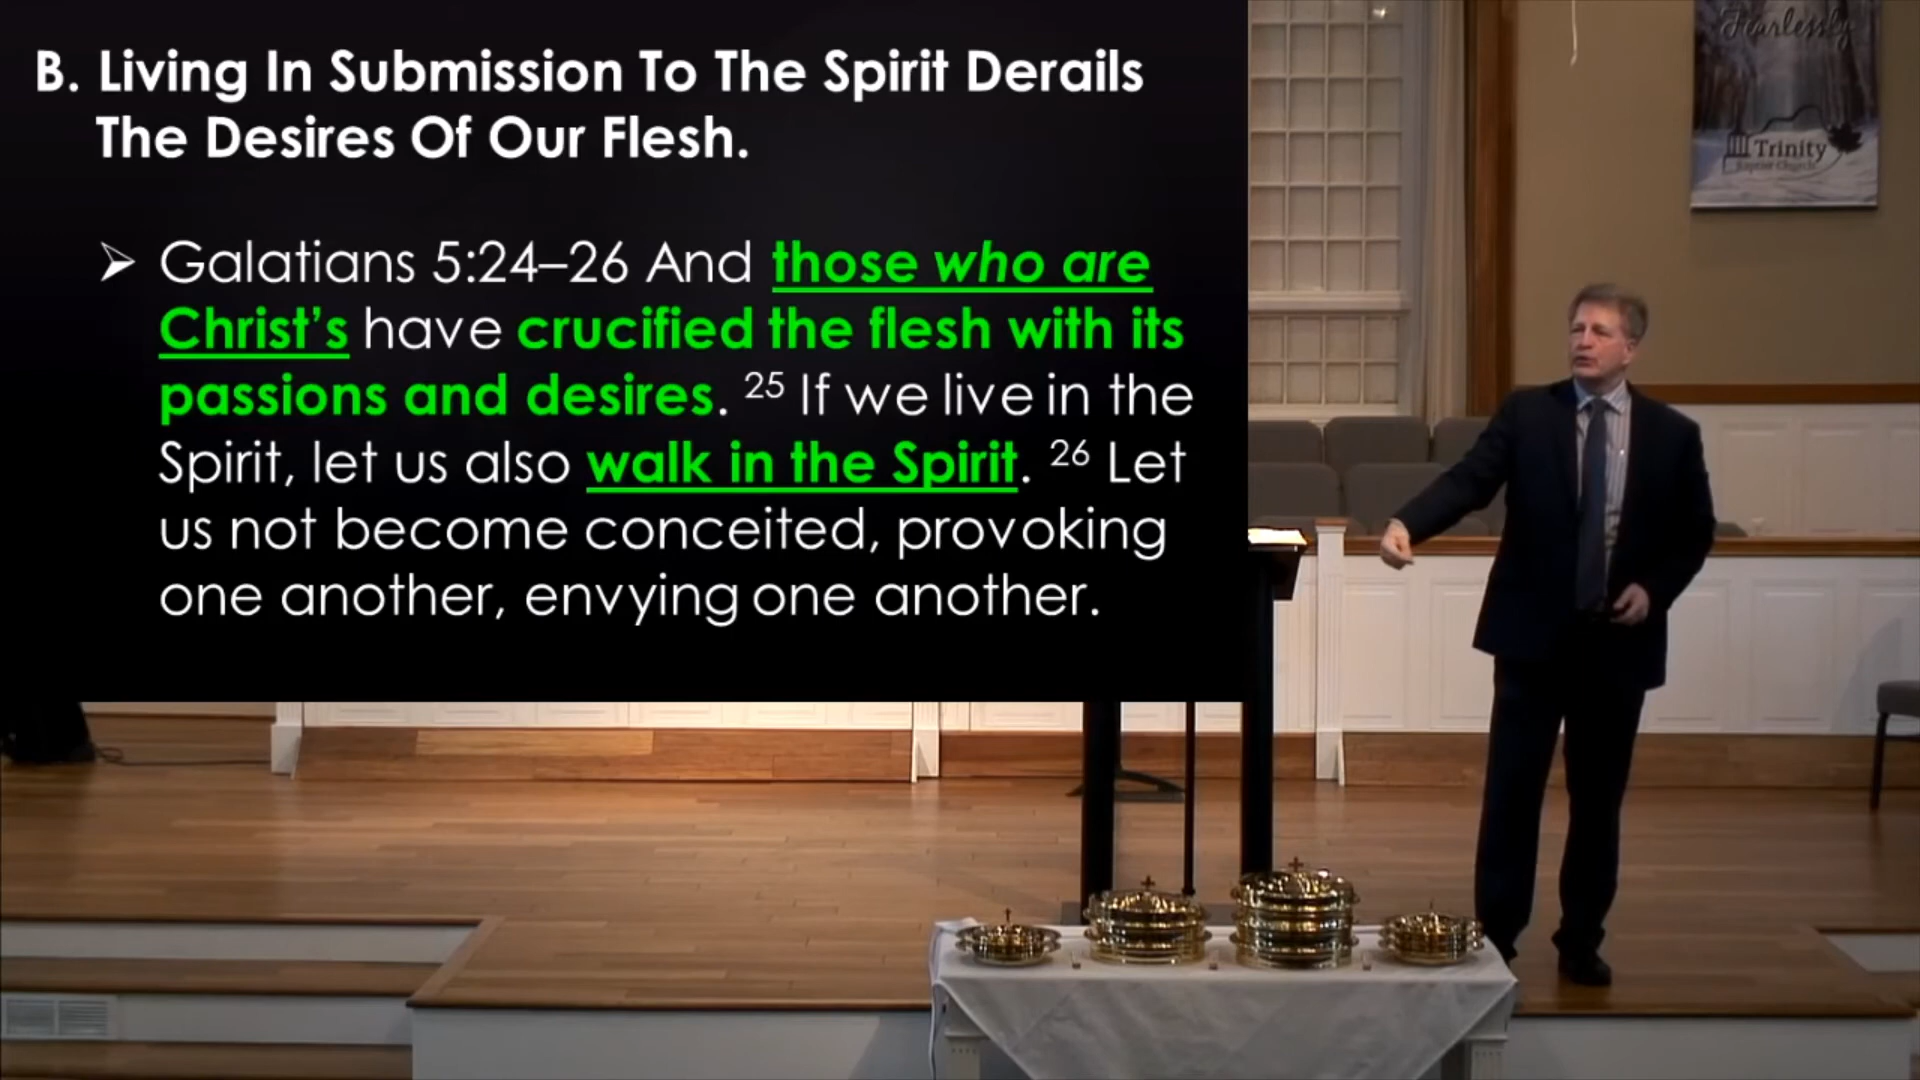 B. Living In Submission To The Spirit Derails
The Desires Of Our Flesh.
➢ Galatians 5:24–26 And those who are
Christ’s have crucified the flesh with its
passions and desires. 25 If we live in the
Spirit, let us also walk in the Spirit. 26 Let
us not become conceited, provoking
one another, envying one another.
Fearlessly
Trinity
Baptist Church